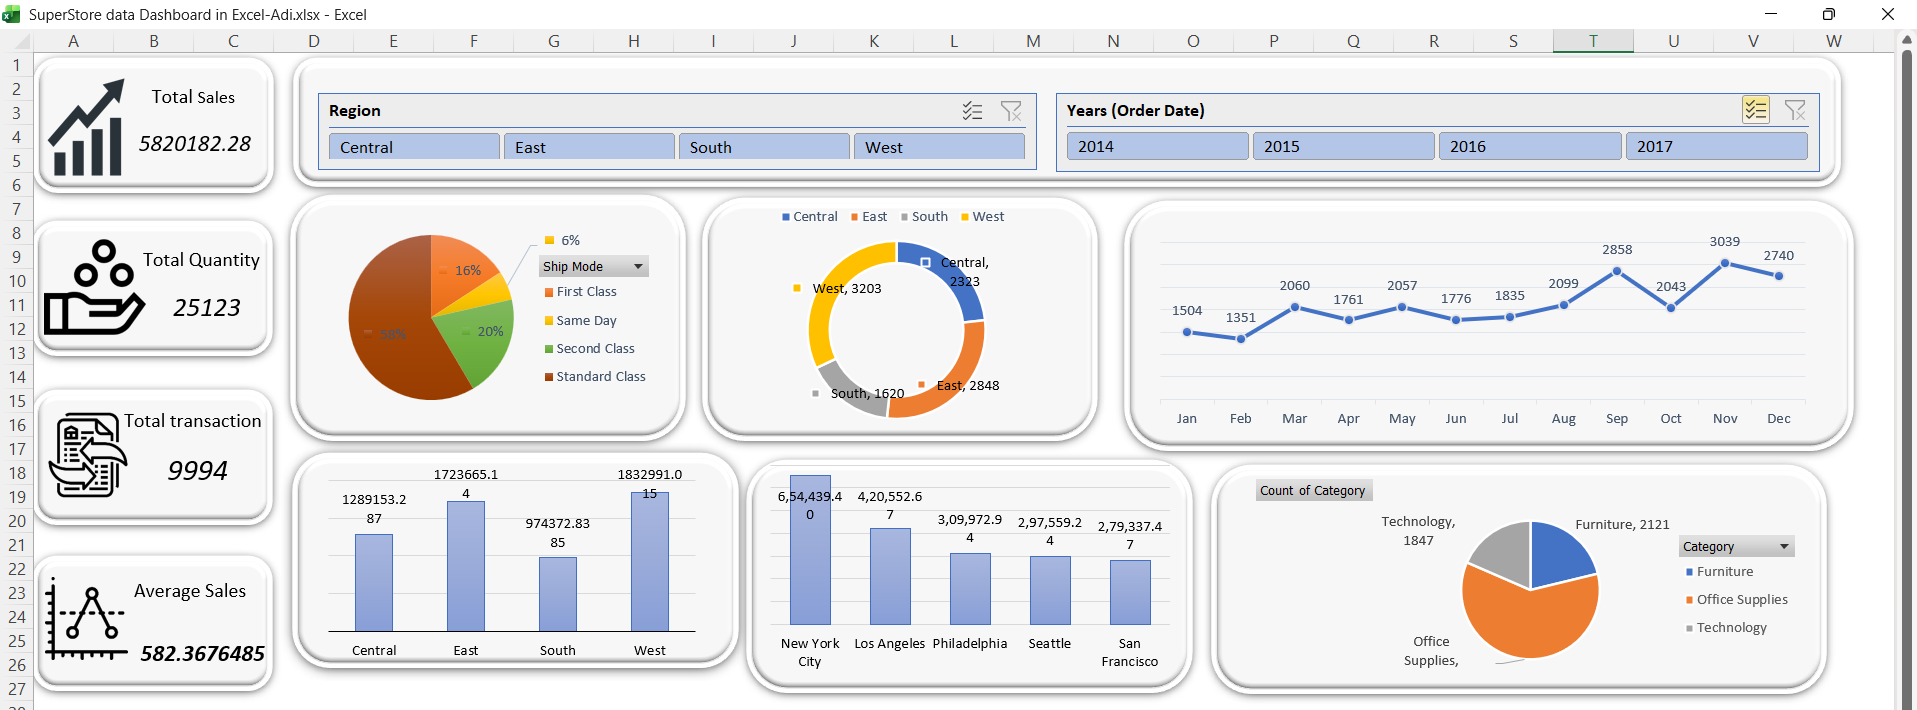 SuperStore data Dashboard in Excel-Adi.xlsx - Excel
A B C D E F G H I J K L M N O P Q R S T U V W
1
2
3
4
5
6
7
8
9
10
11
12
13
14
15
16
17
18
19
20
21
22
23
24
25
26
27
Total Sales
5820182.28
Total Quantity
25123
Total transaction
9994
Average Sales
582.3676485
Region
Central East South West
Years (Order Date)
2014 2015 2016 2017
6%
16%
20%
Ship Mode
First Class
Same Day
Second Class
Standard Class
Central East South West
Central,
2323
West, 3203
South, 1620
East, 2848
1504
1351
2060
1761
2057
1776
1835
2099
2858
2043
3039
2740
Jan Feb Mar Apr May Jun Jul Aug Sep Oct Nov Dec
1289153.2
87
1723665.1
4
974372.83
85
1832991.0
15
Central East South West
6,54,439.4
0
4,20,552.6
7
3,09,972.9
4
2,97,559.2
4
2,79,337.4
7
New York
City
Los Angeles
Philadelphia
Seattle
San
Francisco
Count of Category
Technology,
1847
Furniture, 2121
Office
Supplies,
Category
Furniture
Office Supplies
Technology